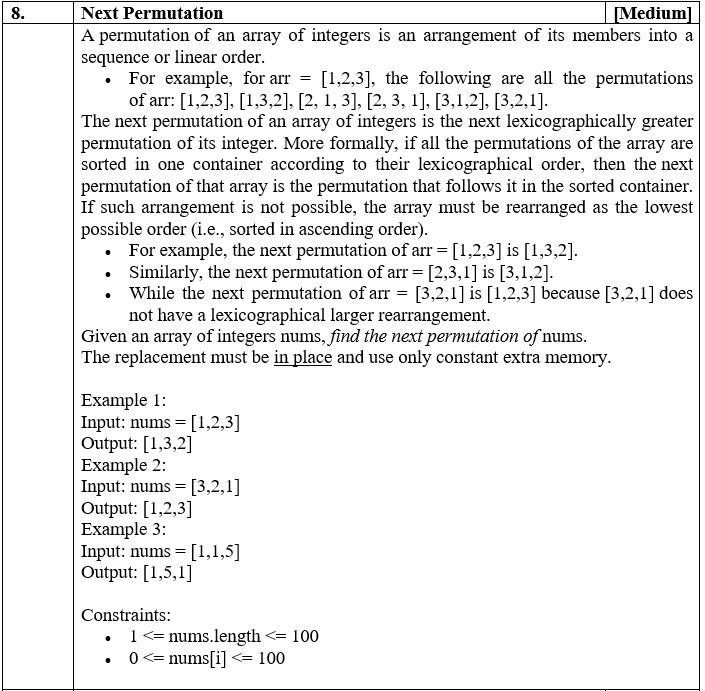 8. Next Permutation [Medium]
A permutation of an array of integers is an arrangement of its members into a
sequence or linear order.
• For example, for arr = [1,2,3], the following are all the permutations
of arr: [1,2,3], [1,3,2], [2, 1, 3], [2, 3, 1], [3,1,2], [3,2,1].
The next permutation of an array of integers is the next lexicographically greater
permutation of its integer. More formally, if all the permutations of the array are
sorted in one container according to their lexicographical order, then the next
permutation of that array is the permutation that follows it in the sorted container.
If such arrangement is not possible, the array must be rearranged as the lowest
possible order (i.e., sorted in ascending order).
• For example, the next permutation of arr = [1,2,3] is [1,3,2].
• Similarly, the next permutation of arr = [2,3,1] is [3,1,2].
• While the next permutation of arr = [3,2,1] is [1,2,3] because [3,2,1] does
not have a lexicographical larger rearrangement.
Given an array of integers nums, find the next permutation of nums.
The replacement must be in place and use only constant extra memory.
Example 1:
Input: nums = [1,2,3]
Output: [1,3,2]
Example 2:
Input: nums = [3,2,1]
Output: [1,2,3]
Example 3:
Input: nums = [1,1,5]
Output: [1,5,1]
Constraints:
• 1 <= nums.length <= 100
• 0 <= nums[i] <= 100